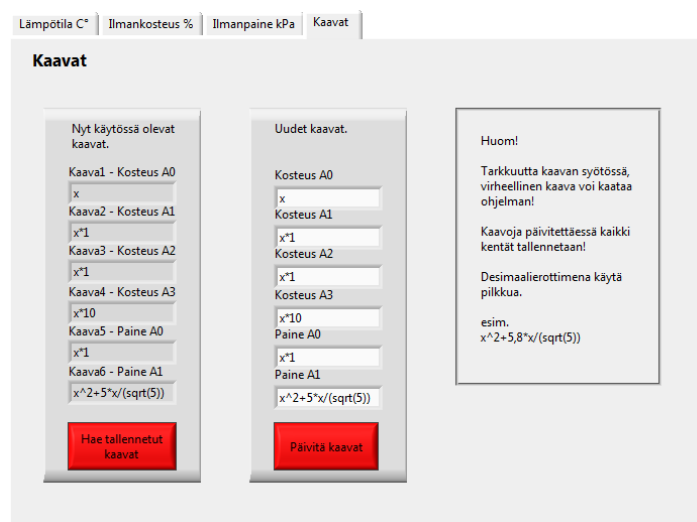 Lämpötila C°
Ilmankosteus %
Ilmanpaine kPa
Kaavat
Kaavat
Nyt käytössä olevat
kaavat.
Kaava1 - Kosteus A0
x
Kaava2 - Kosteus A1
x*1
Kaava3 - Kosteus A2
x*1
Kaava4 - Kosteus A3
x*10
Kaava5 - Paine A0
x*1
Kaava6 - Paine A1
x^2+5*x/(sqrt(5))
Hae tallennetut
kaavat
Uudet kaavat.
Kosteus A0
x
Kosteus A1
x*1
Kosteus A2
x*1
Kosteus A3
x*10
Paine A0
x*1
Paine A1
x^2+5*x/(sqrt(5))
Päivitä kaavat
Huom!
Tarkkuutta kaavan syötössä,
virheellinen kaava voi kaataa
ohjelman!
Kaavoja päivitettäessä kaikki
kentät tallennetaan!
Desimaalierottimena käytä
pilkkua.
esim.
x^2+5,8*x/(sqrt(5))